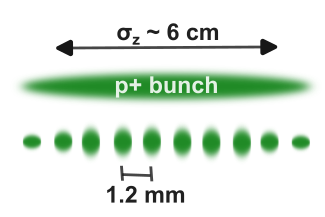 σz ~ 6 cm
p+ bunch
1.2 mm